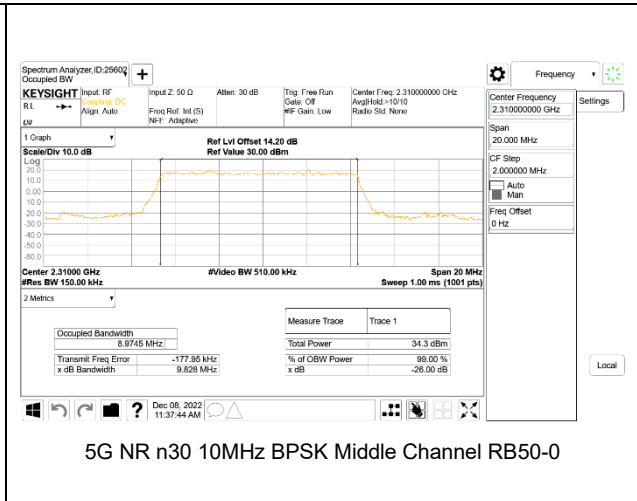 Spectrum Analyzer,ID:25602
Occupied BW
Frequency
KEYSIGHT Input: RF Input Z: 50 Ω Atten: 30 dB Trig: Free Run Center Freq: 2.310000000 GHz
RL Coupling: DC Gate: Off Avg|Hold:>10/10
Align: Auto Freq Ref: Int (S) #IF Gain: Low Radio Std: None
NFE: Adaptive
Center Frequency
2.310000000 GHz
Settings
Span
20.000 MHz
CF Step
2.000000 MHz
Auto
Man
Freq Offset
0 Hz
1 Graph
Ref Lvl Offset 14.20 dB
Scale/Div 10.0 dB Ref Value 30.00 dBm
Log
20.0
10.0
0.00
-10.0
-20.0
-30.0
-40.0
-50.0
-60.0
Center 2.31000 GHz #Video BW 510.00 kHz Span 20 MHz
#Res BW 150.00 kHz Sweep 1.00 ms (1001 pts)
2 Metrics
Measure Trace Trace 1
Occupied Bandwidth
8.9745 MHz Total Power 34.3 dBm
Transmit Freq Error -177.95 kHz % of OBW Power 99.00 %
x dB Bandwidth 9.828 MHz x dB -26.00 dB
Local
? Dec 08, 2022
11:37:44 AM
5G NR n30 10MHz BPSK Middle Channel RB50-0